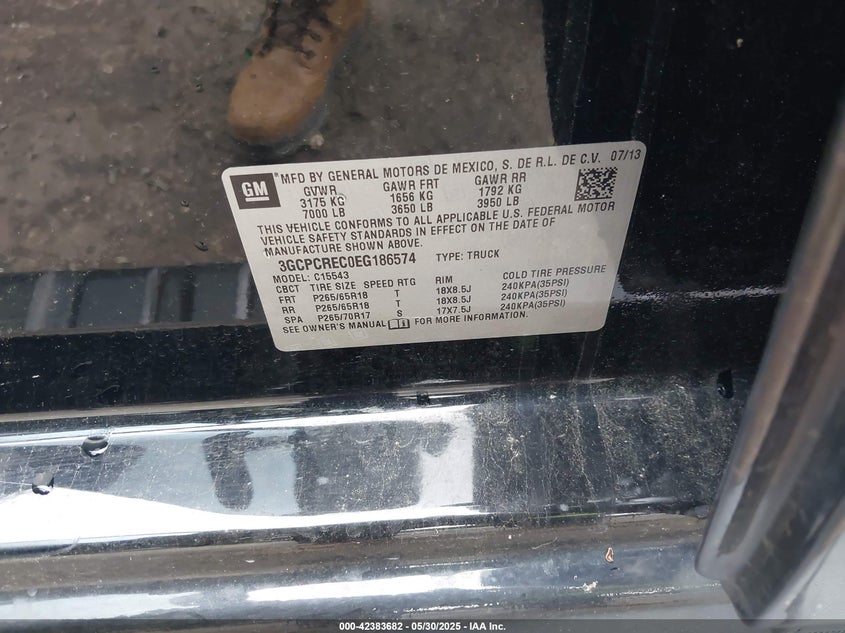 GM
MFD BY GENERAL MOTORS DE MEXICO, S. DE R.L. DE C.V. 07/13
GVWR GAWR FRT GAWR RR
3175 KG 1656 KG 1792 KG
7000 LB 3650 LB 3950 LB
THIS VEHICLE CONFORMS TO ALL APPLICABLE U.S. FEDERAL MOTOR
VEHICLE SAFETY STANDARDS IN EFFECT ON THE DATE OF
MANUFACTURE SHOWN ABOVE.
3GCPCREC0EG186574 TYPE: TRUCK
MODEL: C15543
CBCT TIRE SIZE SPEED RTG RIM COLD TIRE PRESSURE
FRT P265/65R18 T 18X8.5J 240KPA(35PSI)
RR P265/65R18 T 18X8.5J 240KPA(35PSI)
SPA P265/70R17 S 17X7.5J 240KPA(35PSI)
SEE OWNER'S MANUAL FOR MORE INFORMATION.
000-42383682 - 05/30/2025 - IAA Inc.